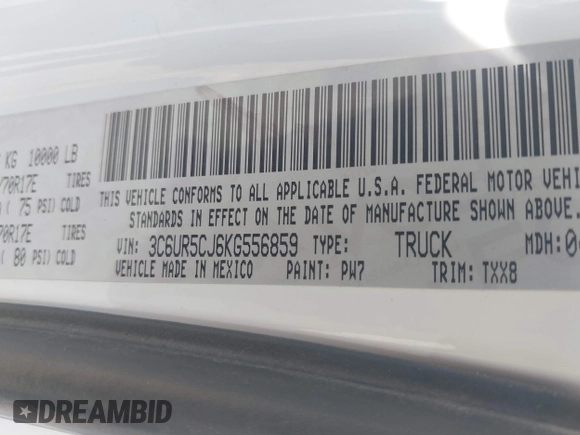 KG 10000 LB
/70R17E TIRES
( 75 PSI) COLD
70R17E TIRES
( 80 PSI) COLD
THIS VEHICLE CONFORMS TO ALL APPLICABLE U.S.A. FEDERAL MOTOR VEHI
STANDARDS IN EFFECT ON THE DATE OF MANUFACTURE SHOWN ABOVE.
VIN: 3C6UR5CJ6KG556859 TYPE: TRUCK MDH:
VEHICLE MADE IN MEXICO PAINT: PW7 TRIM: TXX8
DREAMBID